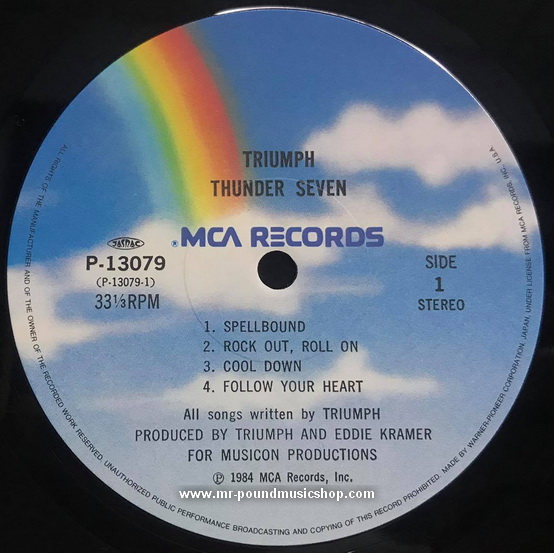 TRIUMPH
THUNDER SEVEN
JASRAC
® MCA RECORDS
P-13079
(P-13079-1)
33⅓RPM
SIDE
1
STEREO
1. SPELLBOUND
2. ROCK OUT, ROLL ON
3. COOL DOWN
4. FOLLOW YOUR HEART
All songs written by TRIUMPH
PRODUCED BY TRIUMPH AND EDDIE KRAMER
FOR MUSICON PRODUCTIONS
Ⓟ 1984 MCA Records, Inc.
www.mr-poundmusicshop.com
ALL RIGHTS OF THE MANUFACTURER AND OF THE OWNER OF THE RECORDED WORK RESERVED. UNAUTHORIZED PUBLIC PERFORMANCE BROADCASTING AND COPYING OF THIS RECORD PROHIBITED. MADE BY WARNER-PIONEER CORPORATION, JAPAN, UNDER LICENSE FROM MCA RECORDS INC. U.S.A